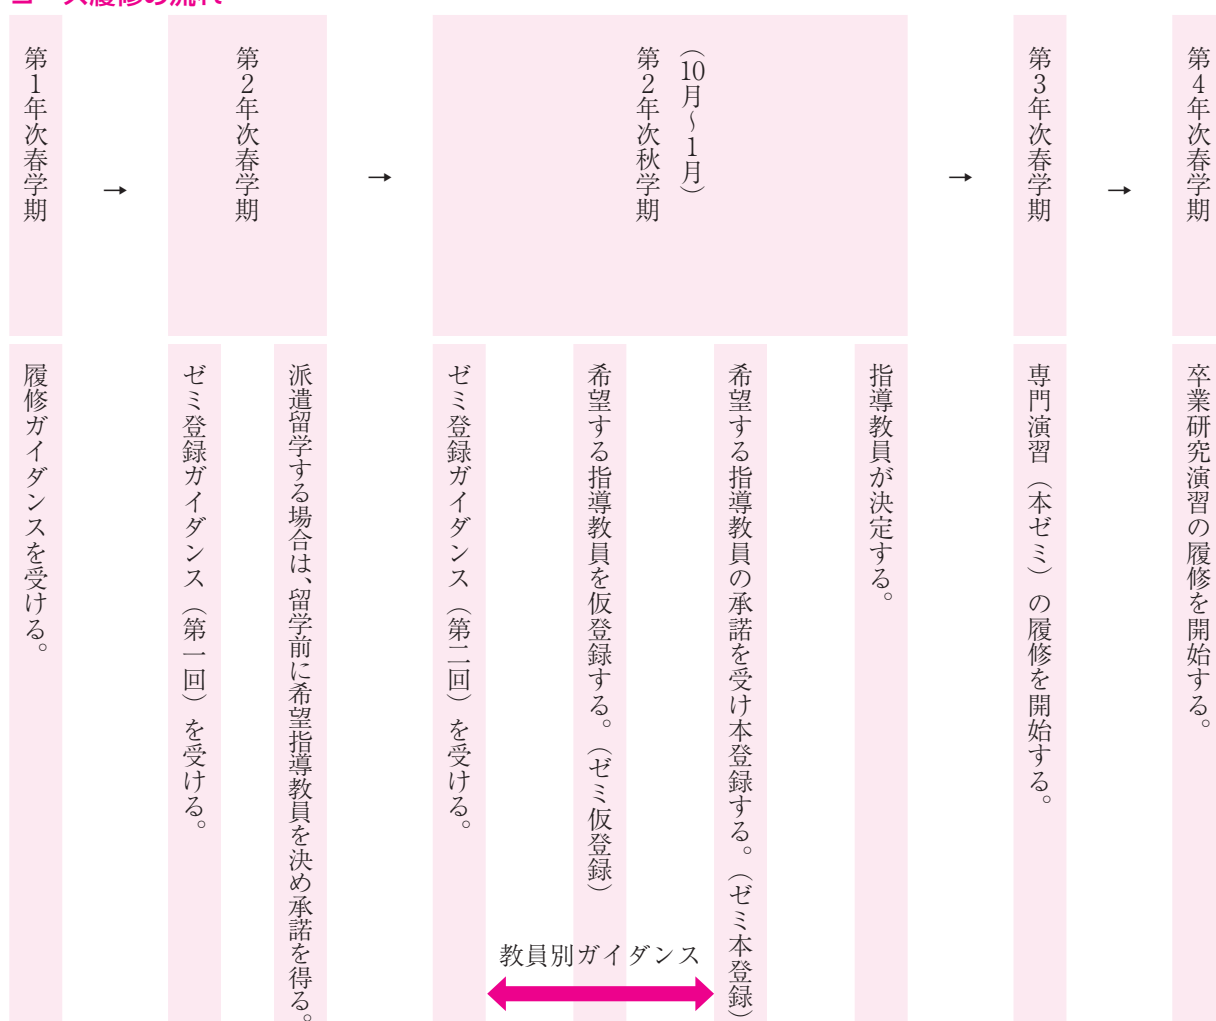 コース履修の流れ
第1年次春学期
→
第2年次春学期
→
(10月~1月)
第2年次秋学期
→
第3年次春学期
→
第4年次春学期
履修ガイダンスを受ける。
ゼミ登録ガイダンス(第一回)を受ける。
派遣留学する場合は、留学前に希望指導教員を決め承諾を得る。
ゼミ登録ガイダンス(第二回)を受ける。
希望する指導教員を仮登録する。(ゼミ仮登録)
希望する指導教員の承諾を受け本登録する。(ゼミ本登録)
指導教員が決定する。
専門演習(本ゼミ)の履修を開始する。
卒業研究演習の履修を開始する。
教員別ガイダンス